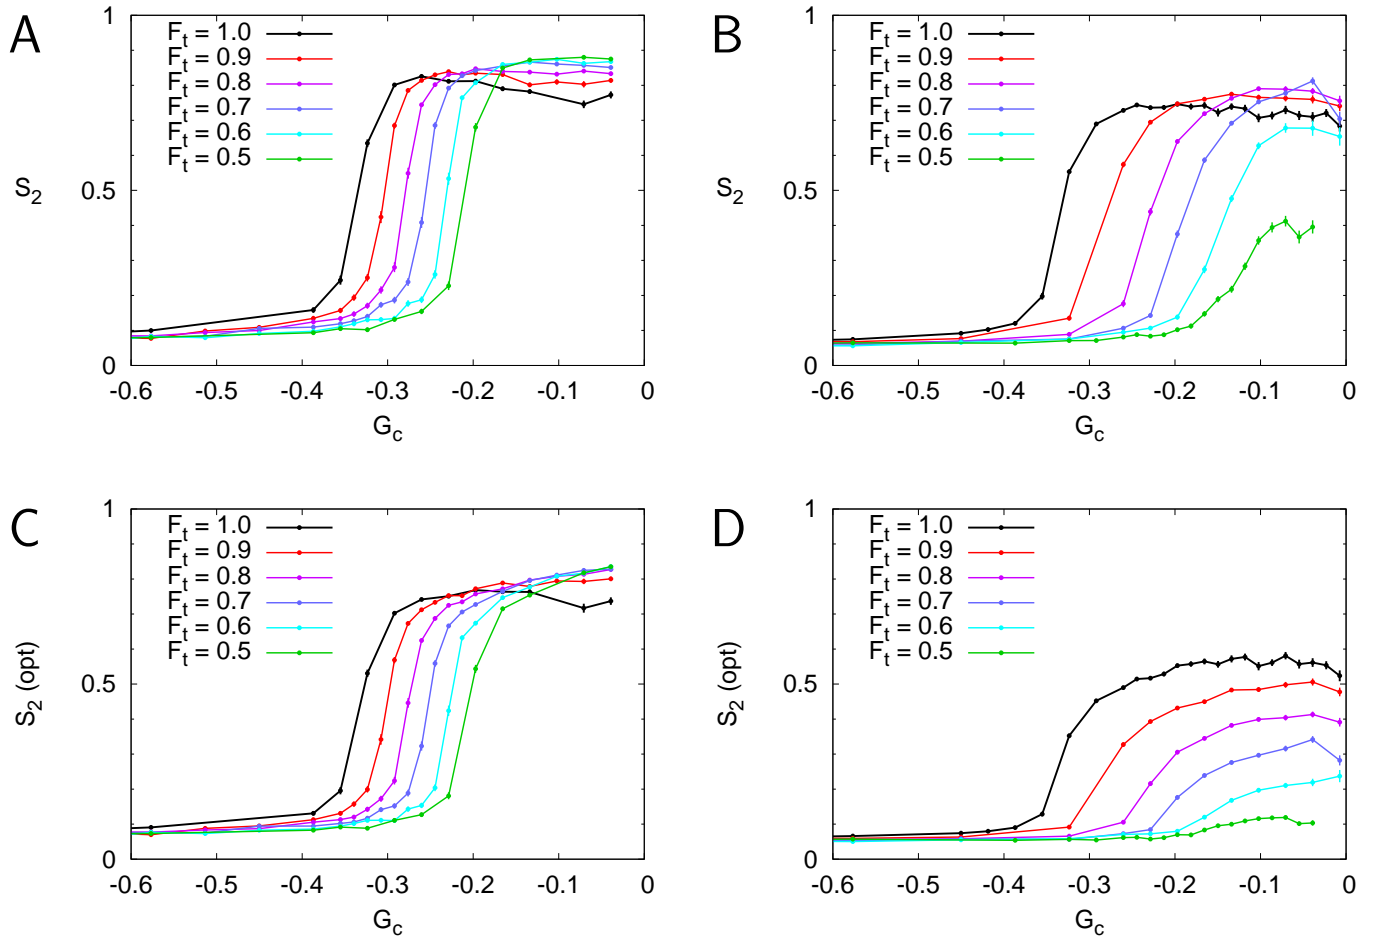 A
1
F_t = 1.0
F_t = 0.9
F_t = 0.8
F_t = 0.7
F_t = 0.6
F_t = 0.5
S_2
0.5
0
-0.6 -0.5 -0.4 -0.3 -0.2 -0.1 0
G_c
B
1
F_t = 1.0
F_t = 0.9
F_t = 0.8
F_t = 0.7
F_t = 0.6
F_t = 0.5
S_2
0.5
0
-0.6 -0.5 -0.4 -0.3 -0.2 -0.1 0
G_c
C
1
F_t = 1.0
F_t = 0.9
F_t = 0.8
F_t = 0.7
F_t = 0.6
F_t = 0.5
S_2 (opt)
0.5
0
-0.6 -0.5 -0.4 -0.3 -0.2 -0.1 0
G_c
D
1
F_t = 1.0
F_t = 0.9
F_t = 0.8
F_t = 0.7
F_t = 0.6
F_t = 0.5
S_2 (opt)
0.5
0
-0.6 -0.5 -0.4 -0.3 -0.2 -0.1 0
G_c